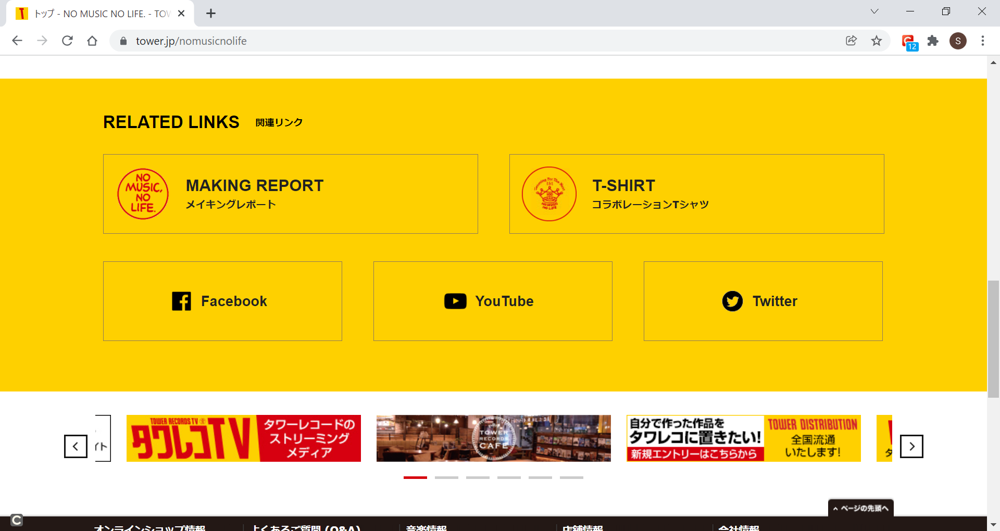 トップ - NO MUSIC NO LIFE. - TOW
tower.jp/nomusicnolife
12
S
RELATED LINKS 関連リンク
NO
MUSIC,
NO
LIFE.
MAKING REPORT
メイキングレポート
NO MUSIC
NO LIFE
T-SHIRT
コラボレーションTシャツ
Facebook
YouTube
Twitter
イト
TOWER RECORDS TV
タワレコTV
タワーレコードの
ストリーミング
メディア
TOWER
RECORDS
CAFE
自分で作った作品を
タワレコに置きたい!
新規エントリーはこちらから
TOWER DISTRIBUTION
全国流通
いたします!
タ
ページの先頭へ
オンラインショップ情報
よくあるご質問 (Q&A)
音楽情報
店舗情報
会社情報